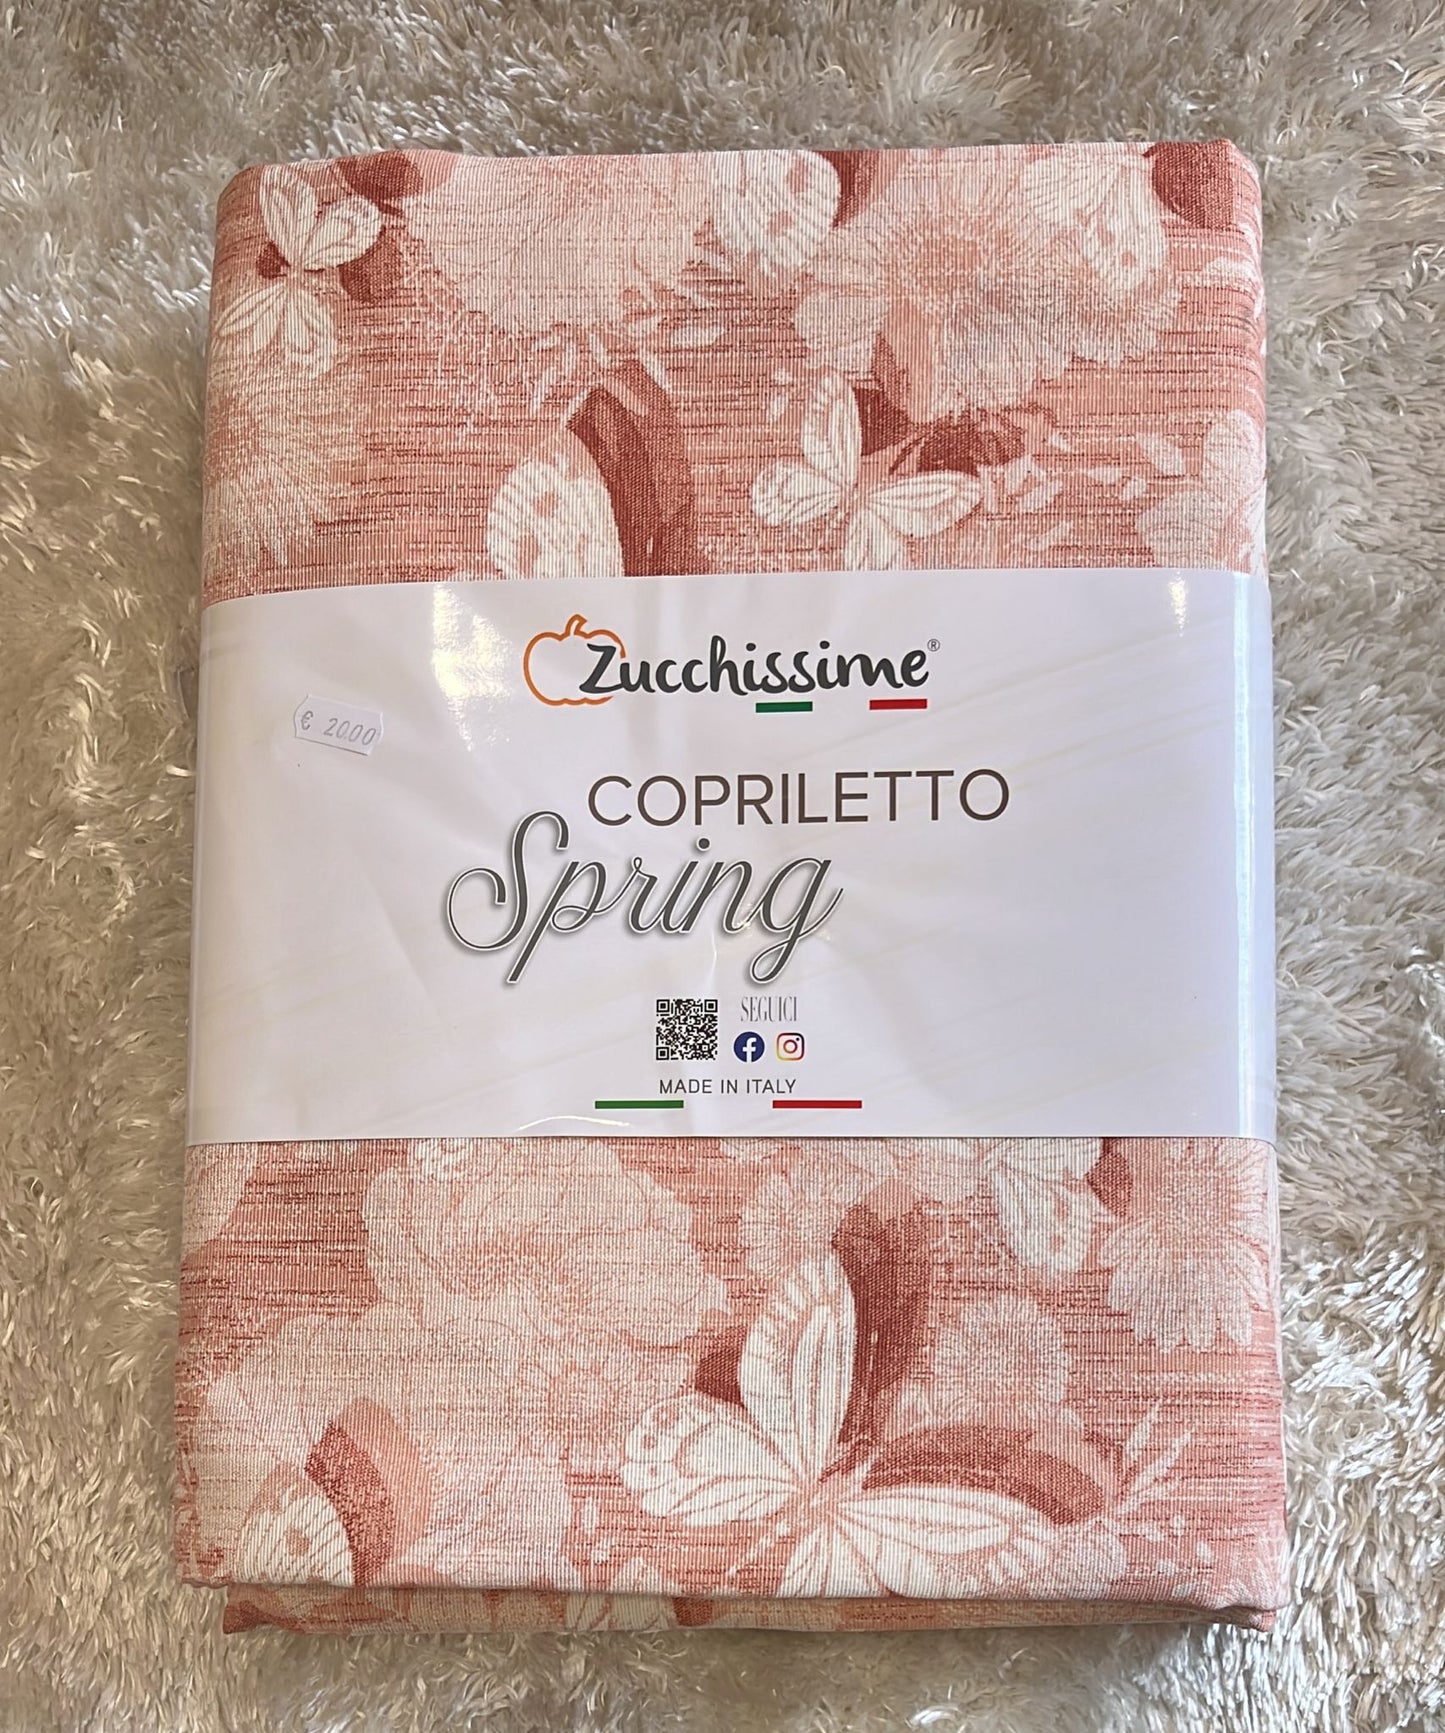 Zucchissime®
€ 20.00
COPRILETTO
Spring
SEGUICI
MADE IN ITALY